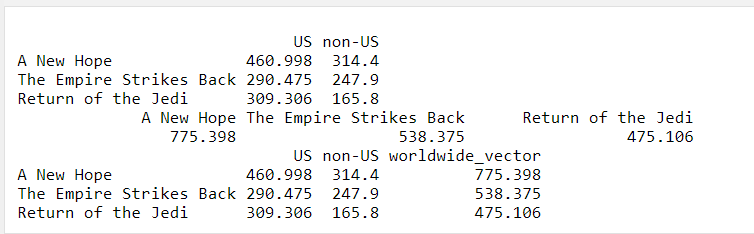 US non-US
A New Hope 460.998 314.4
The Empire Strikes Back 290.475 247.9
Return of the Jedi 309.306 165.8
A New Hope The Empire Strikes Back Return of the Jedi
775.398 538.375 475.106
US non-US worldwide_vector
A New Hope 460.998 314.4 775.398
The Empire Strikes Back 290.475 247.9 538.375
Return of the Jedi 309.306 165.8 475.106